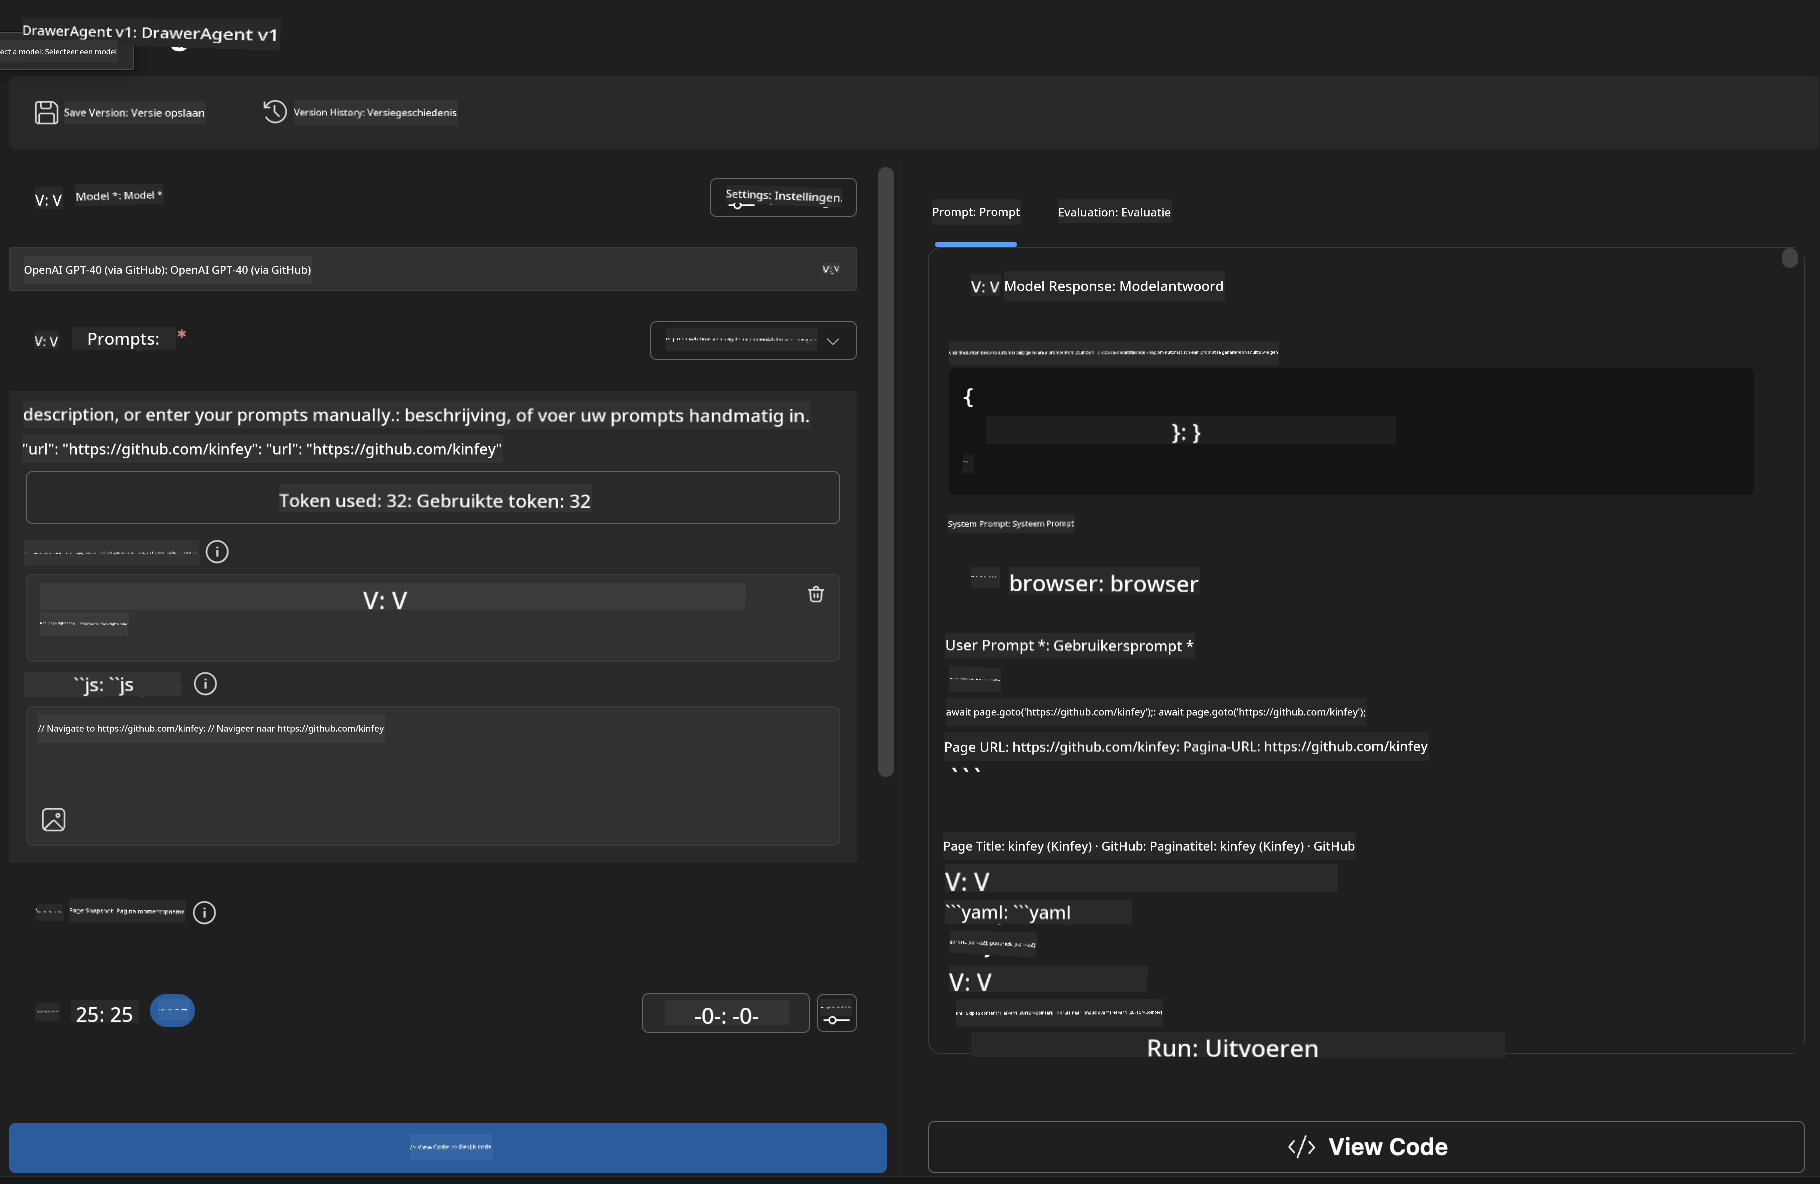 DrawerAgent v1: DrawerAgent v1
ect a model: Selecteer een model
Save Version: Versie opslaan
Version History: Versiegeschiedenis
V: V
Model *: Model *
Settings: Instellingen.
OpenAI GPT-40 (via GitHub): OpenAI GPT-40 (via GitHub)
V: V
V: V
Prompts: *
description, or enter your prompts manually.: beschrijving, of voer uw prompts handmatig in.
"url": "https://github.com/kinfey": "url": "https://github.com/kinfey"
Token used: 32: Gebruikte token: 32
V: V
``js: ``js
// Navigate to https://github.com/kinfey: // Navigeer naar https://github.com/kinfey
Page Snapshot: Pagina momentopname
25: 25
-0-: -0-
Prompt: Prompt
Evaluation: Evaluatie
V: V
Model Response: Modelantwoord
{
}: }
System Prompt: Systeem Prompt
browser: browser
User Prompt *: Gebruikersprompt *
await page.goto('https://github.com/kinfey');: await page.goto('https://github.com/kinfey');
Page URL: https://github.com/kinfey: Pagina-URL: https://github.com/kinfey
```
Page Title: kinfey (Kinfey) · GitHub: Paginatitel: kinfey (Kinfey) · GitHub
V: V
```yaml: ```yaml
V: V
Run: Uitvoeren
</> View Code